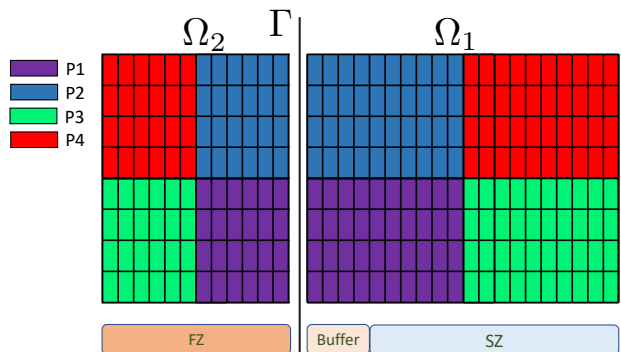 Ω₂ Γ Ω₁
P1
P2
P3
P4
FZ Buffer SZ